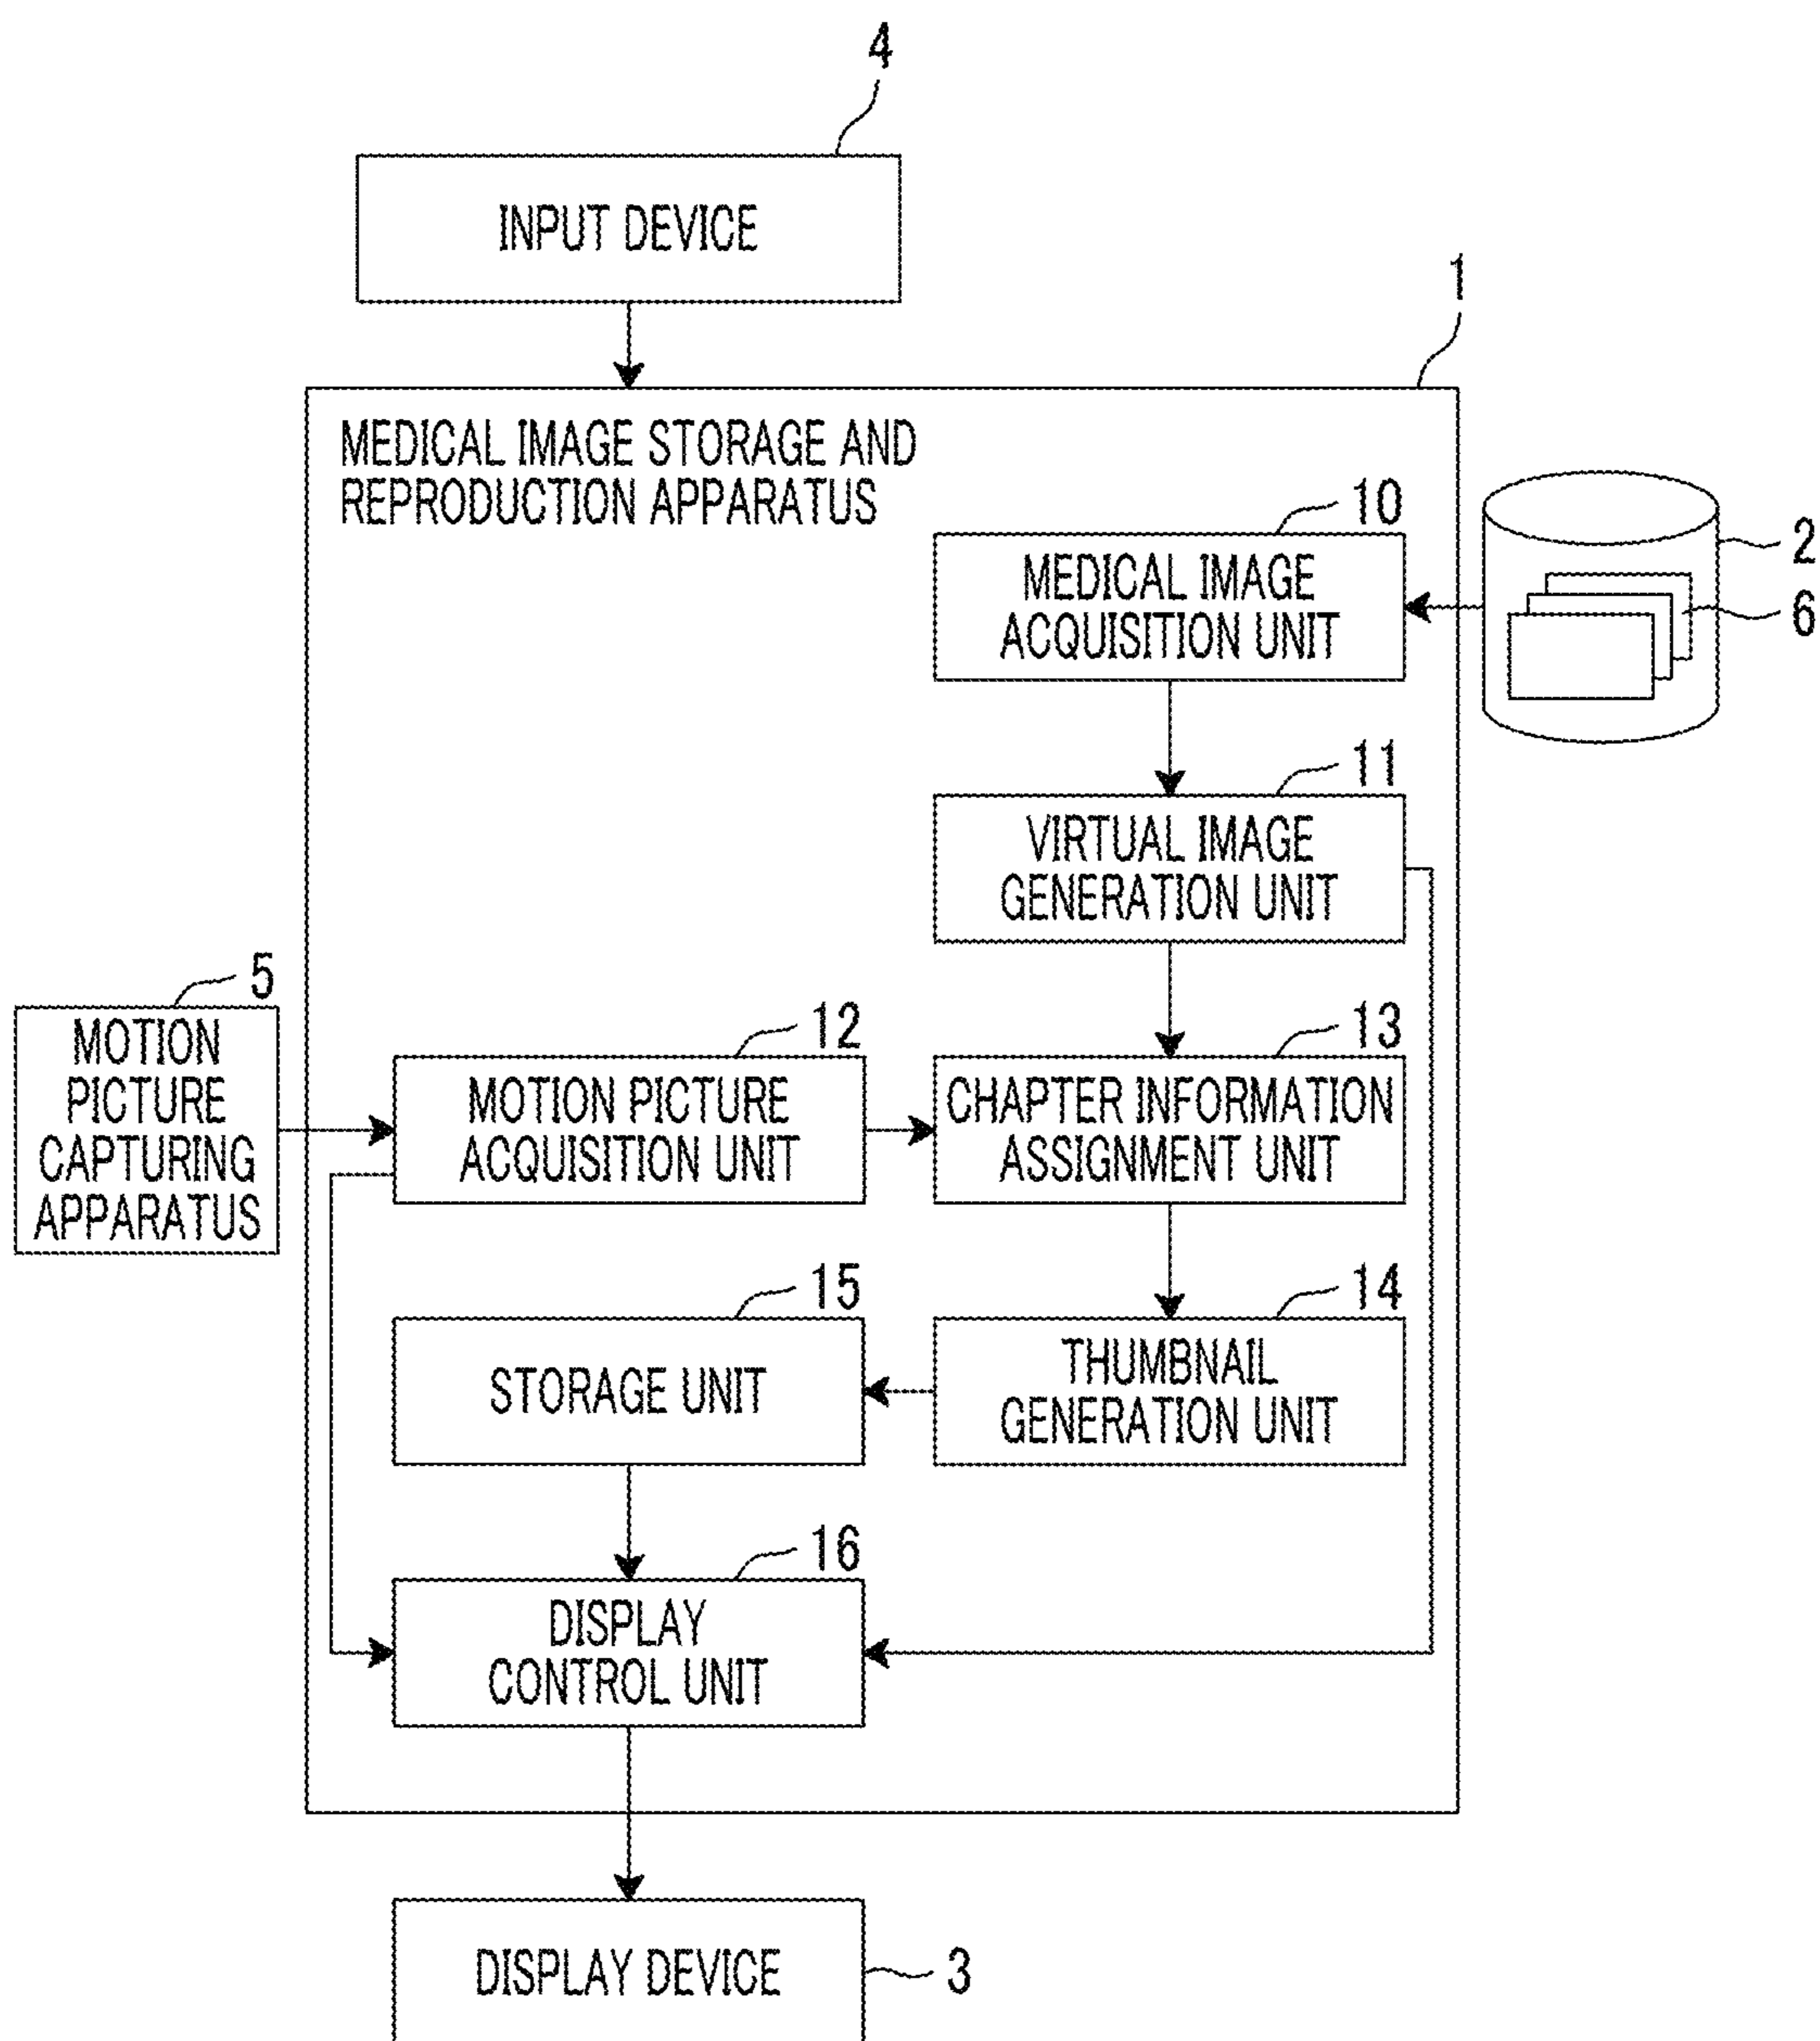 4
INPUT DEVICE
1
MEDICAL IMAGE STORAGE AND
REPRODUCTION APPARATUS
10
MEDICAL IMAGE
ACQUISITION UNIT
2
6
11
VIRTUAL IMAGE
GENERATION UNIT
5
MOTION
PICTURE
CAPTURING
APPARATUS
12
MOTION PICTURE
ACQUISITION UNIT
13
CHAPTER INFORMATION
ASSIGNMENT UNIT
15
STORAGE UNIT
14
THUMBNAIL
GENERATION UNIT
16
DISPLAY
CONTROL UNIT
DISPLAY DEVICE
3